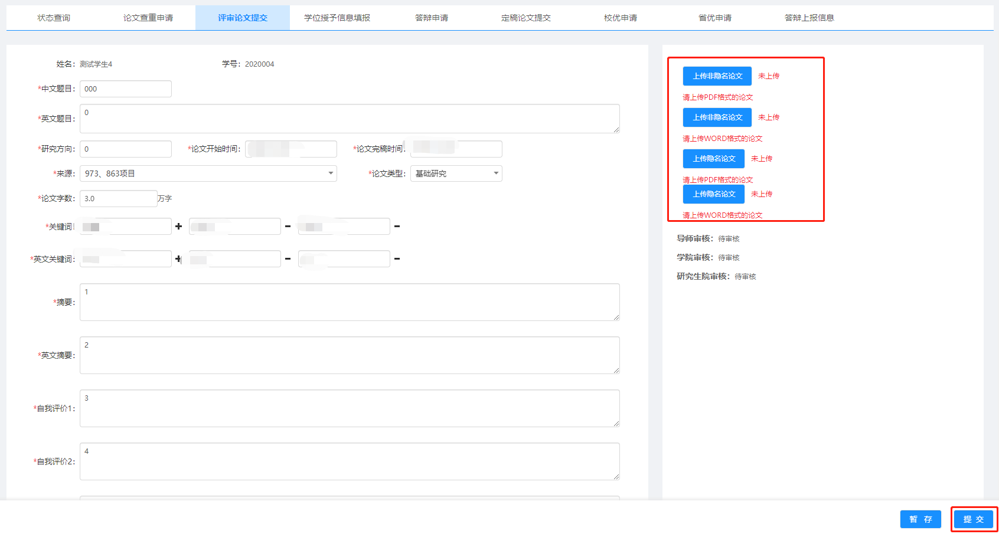 状态查询 论文查重申请 评审论文提交 学位授予信息填报 答辩申请 定稿论文提交 校优申请 省优申请 答辩上报信息
姓名: 测试学生4 学号: 2020004
*中文题目: 000
*英文题目: 0
*研究方向: 0 *论文开始时间: *论文完稿时间:
*来源: 973、863项目 *论文类型: 基础研究
*论文字数: 3.0 万字
*关键词:
*英文关键词:
*摘要: 1
*英文摘要: 2
*自我评价1: 3
*自我评价2: 4
上传非隐名论文 未上传
请上传PDF格式的论文
上传非隐名论文 未上传
请上传WORD格式的论文
上传隐名论文 未上传
请上传PDF格式的论文
上传隐名论文 未上传
请上传WORD格式的论文
导师审核: 待审核
学院审核: 待审核
研究生院审核: 待审核
暂 存 提 交